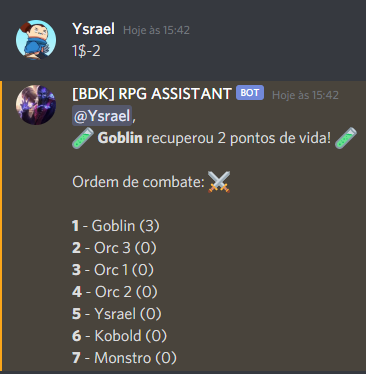 Ysrael Hoje às 15:42
1$-2
[BDK] RPG ASSISTANT BOT Hoje às 15:42
@Ysrael,
Goblin recuperou 2 pontos de vida!
Ordem de combate:
1 - Goblin (3)
2 - Orc 3 (0)
3 - Orc 1 (0)
4 - Orc 2 (0)
5 - Ysrael (0)
6 - Kobold (0)
7 - Monstro (0)